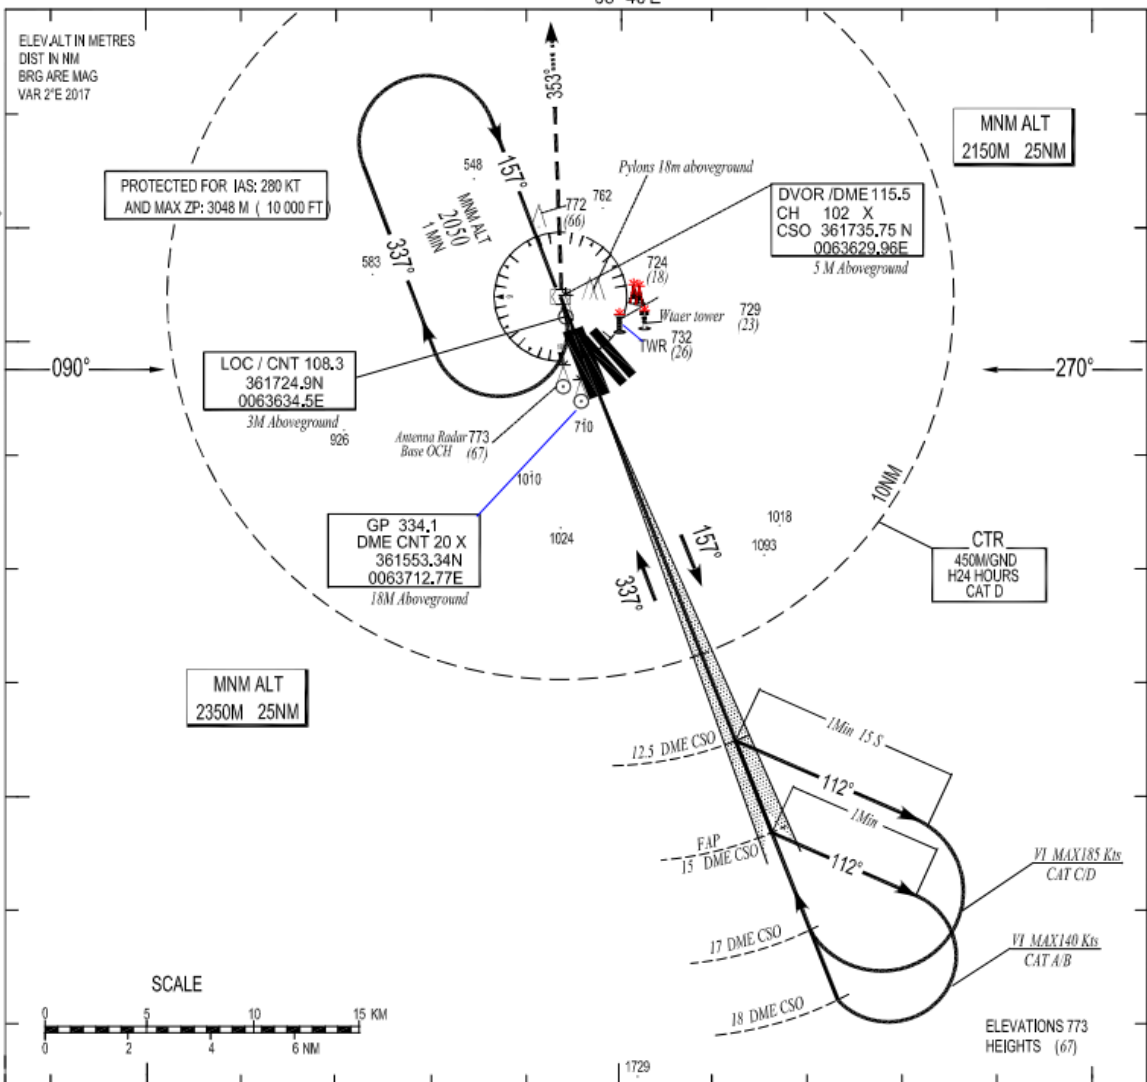 ELEV,ALT IN METRES
DIST IN NM
BRG ARE MAG
VAR 2°E 2017
353°
MNM ALT
2150M 25NM
PROTECTED FOR IAS: 280 KT
AND MAX ZP: 3048 M ( 10 000 FT )
157°
548
MNM ALT
2050
1 MIN
337°
583
772
(66)
762
Pylons 18m aboveground
DVOR /DME 115.5
CH 102 X
CSO 361735.75 N
0063629.96E
5 M Aboveground
724
(18)
Wtaer tower
729
(23)
TWR 732
(26)
090°
270°
LOC / CNT 108.3
361724.9N
0063634.5E
3M Aboveground
926
Antenna Radar 773
Base OCH (67)
710
1010
GP 334.1
DME CNT 20 X
361553.34N
0063712.77E
18M Aboveground
1024
1018
1093
10NM
CTR
450M/GND
H24 HOURS
CAT D
157°
337°
MNM ALT
2350M 25NM
12.5 DME CSO
1Min 15 S
112°
1Min
FAP
15 DME CSO
112°
VI MAX185 Kts
CAT C/D
17 DME CSO
VI MAX140 Kts
CAT A/B
18 DME CSO
SCALE
0 5 10 15 KM
0 2 4 6 NM
ELEVATIONS 773
HEIGHTS (67)
1729